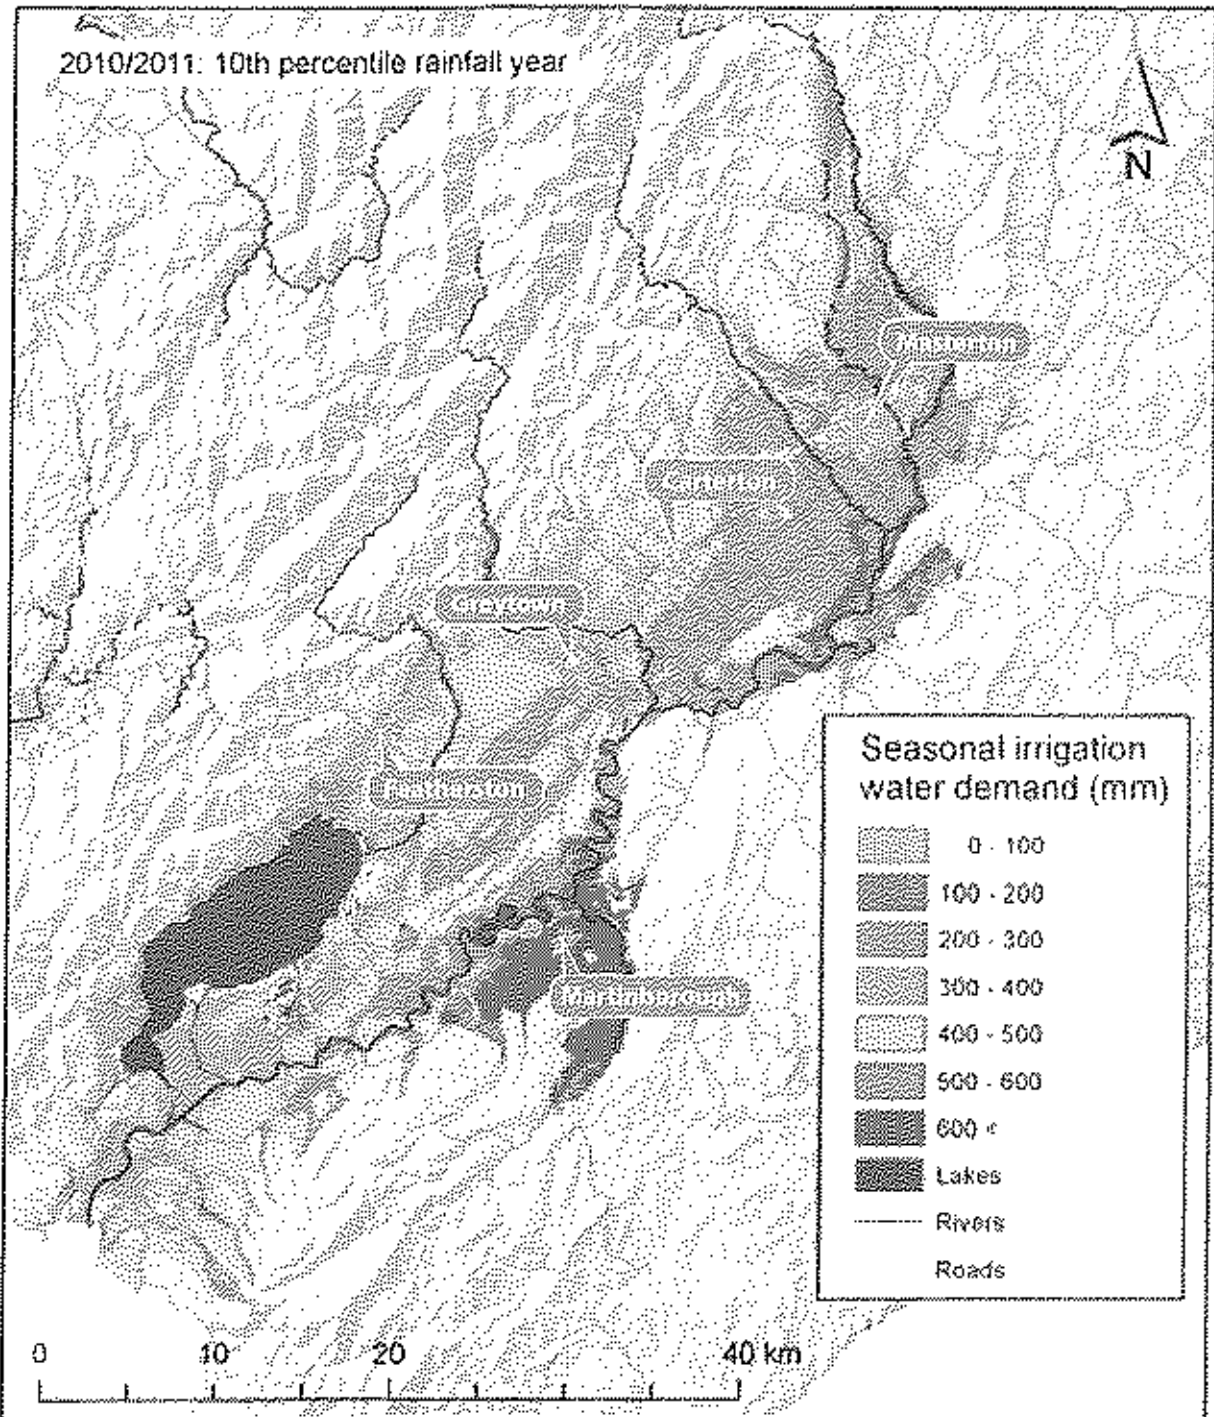 2010/2011: 10th percentile rainfall year
N
Masterton
Carterton
Greytown
Featherston
Martinborough
Seasonal irrigation
water demand (mm)
0 - 100
100 - 200
200 - 300
300 - 400
400 - 500
500 - 600
600 <
Lakes
Rivers
Roads
0 10 20 40 km